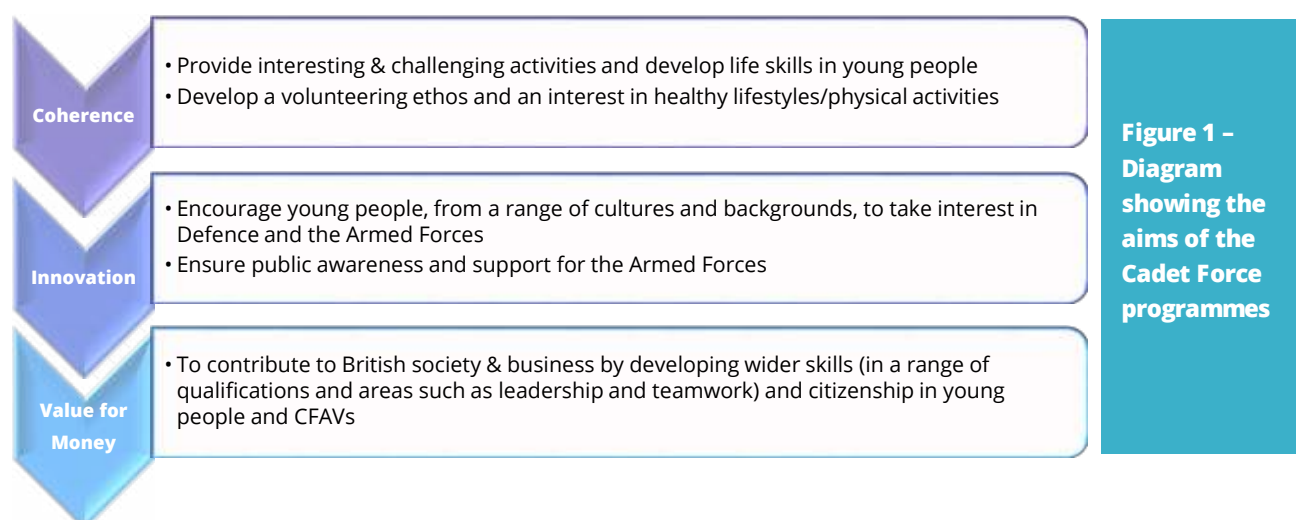 Coherence
• Provide interesting & challenging activities and develop life skills in young people
• Develop a volunteering ethos and an interest in healthy lifestyles/physical activities
Innovation
• Encourage young people, from a range of cultures and backgrounds, to take interest in
Defence and the Armed Forces
• Ensure public awareness and support for the Armed Forces
Value for
Money
• To contribute to British society & business by developing wider skills (in a range of
qualifications and areas such as leadership and teamwork) and citizenship in young
people and CFAVs
Figure 1 –
Diagram
showing the
aims of the
Cadet Force
programmes